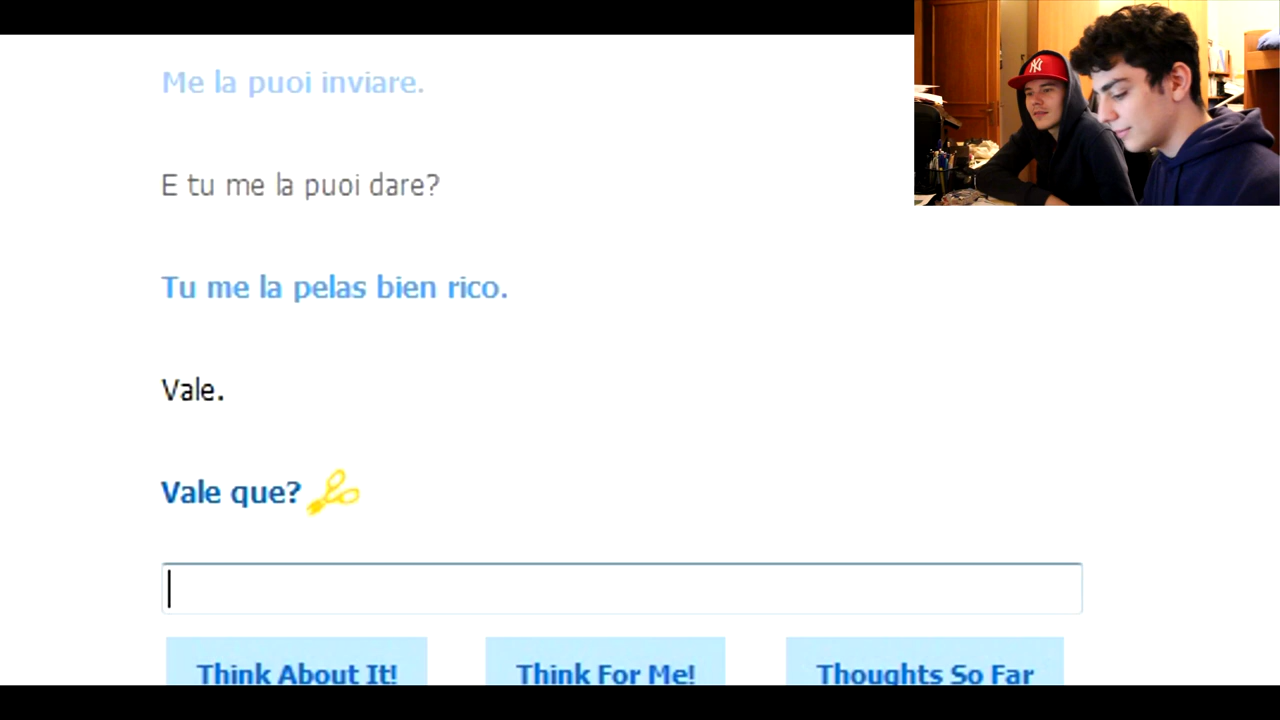 Me la puoi inviare.
E tu me la puoi dare?
Tu me la pelas bien rico.
Vale.
Vale que?
Think About It!
Think For Me!
Thoughts So Far